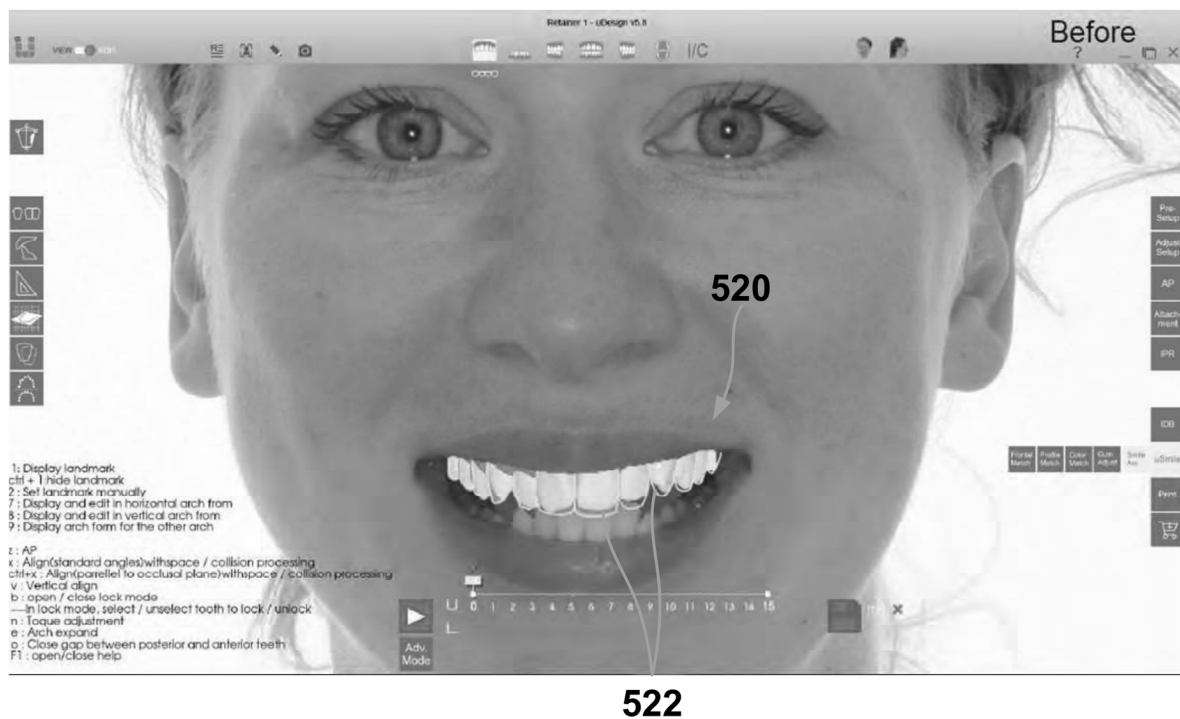 Retainer 1 - uDesign v5.8
Before
VIEW
EDIT
I/C
?
520
Pre-
Setup
Adjust
Setup
AP
Attach-
ment
IPR
IDB
Frontal
Match
Profile
Match
Color
Match
Gum
Adjust
Smile
Arc
uSmile
Print
1: Display landmark
ctrl + 1:hide landmark
2 : Set landmark manually
7 : Display and edit in horizontal arch from
8 : Display and edit in vertical arch from
9 : Display arch form for the other arch
z : AP
x : Align(standard angles)withspace / collision processing
ctrl+x : Align(parrellel to occlusal plane)withspace / collision processing
v : Vertical align
b : open / close lock mode
----In lock mode, select / unselect tooth to lock / unlock
n : Toque adjustment
e : Arch expand
o : Close gap between posterior and anterior teeth
F1 : open/close help
U 0 1 2 3 4 5 6 7 8 9 10 11 12 13 14 15
L
Adv.
Mode
522